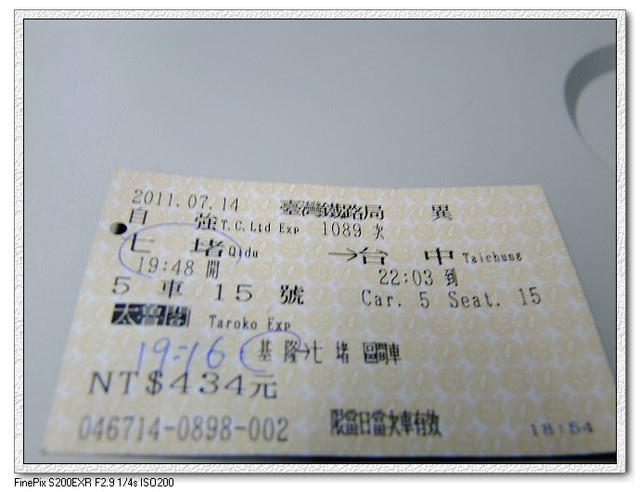 2011.07.14 臺灣鐵路局 異
自 強 T.C.Ltd Exp 1089 次
七 堵 Qidu →台 中 Taichung
19:48 開 22:03 到
5 車 15 號 Car. 5 Seat. 15
太魯閣 Taroko Exp
19:16 基 隆→七 堵 區間車
NT$434元
046714-0898-002 限當日當次車有效 18:54
FinePix S200EXR F2.9 1/4s ISO200